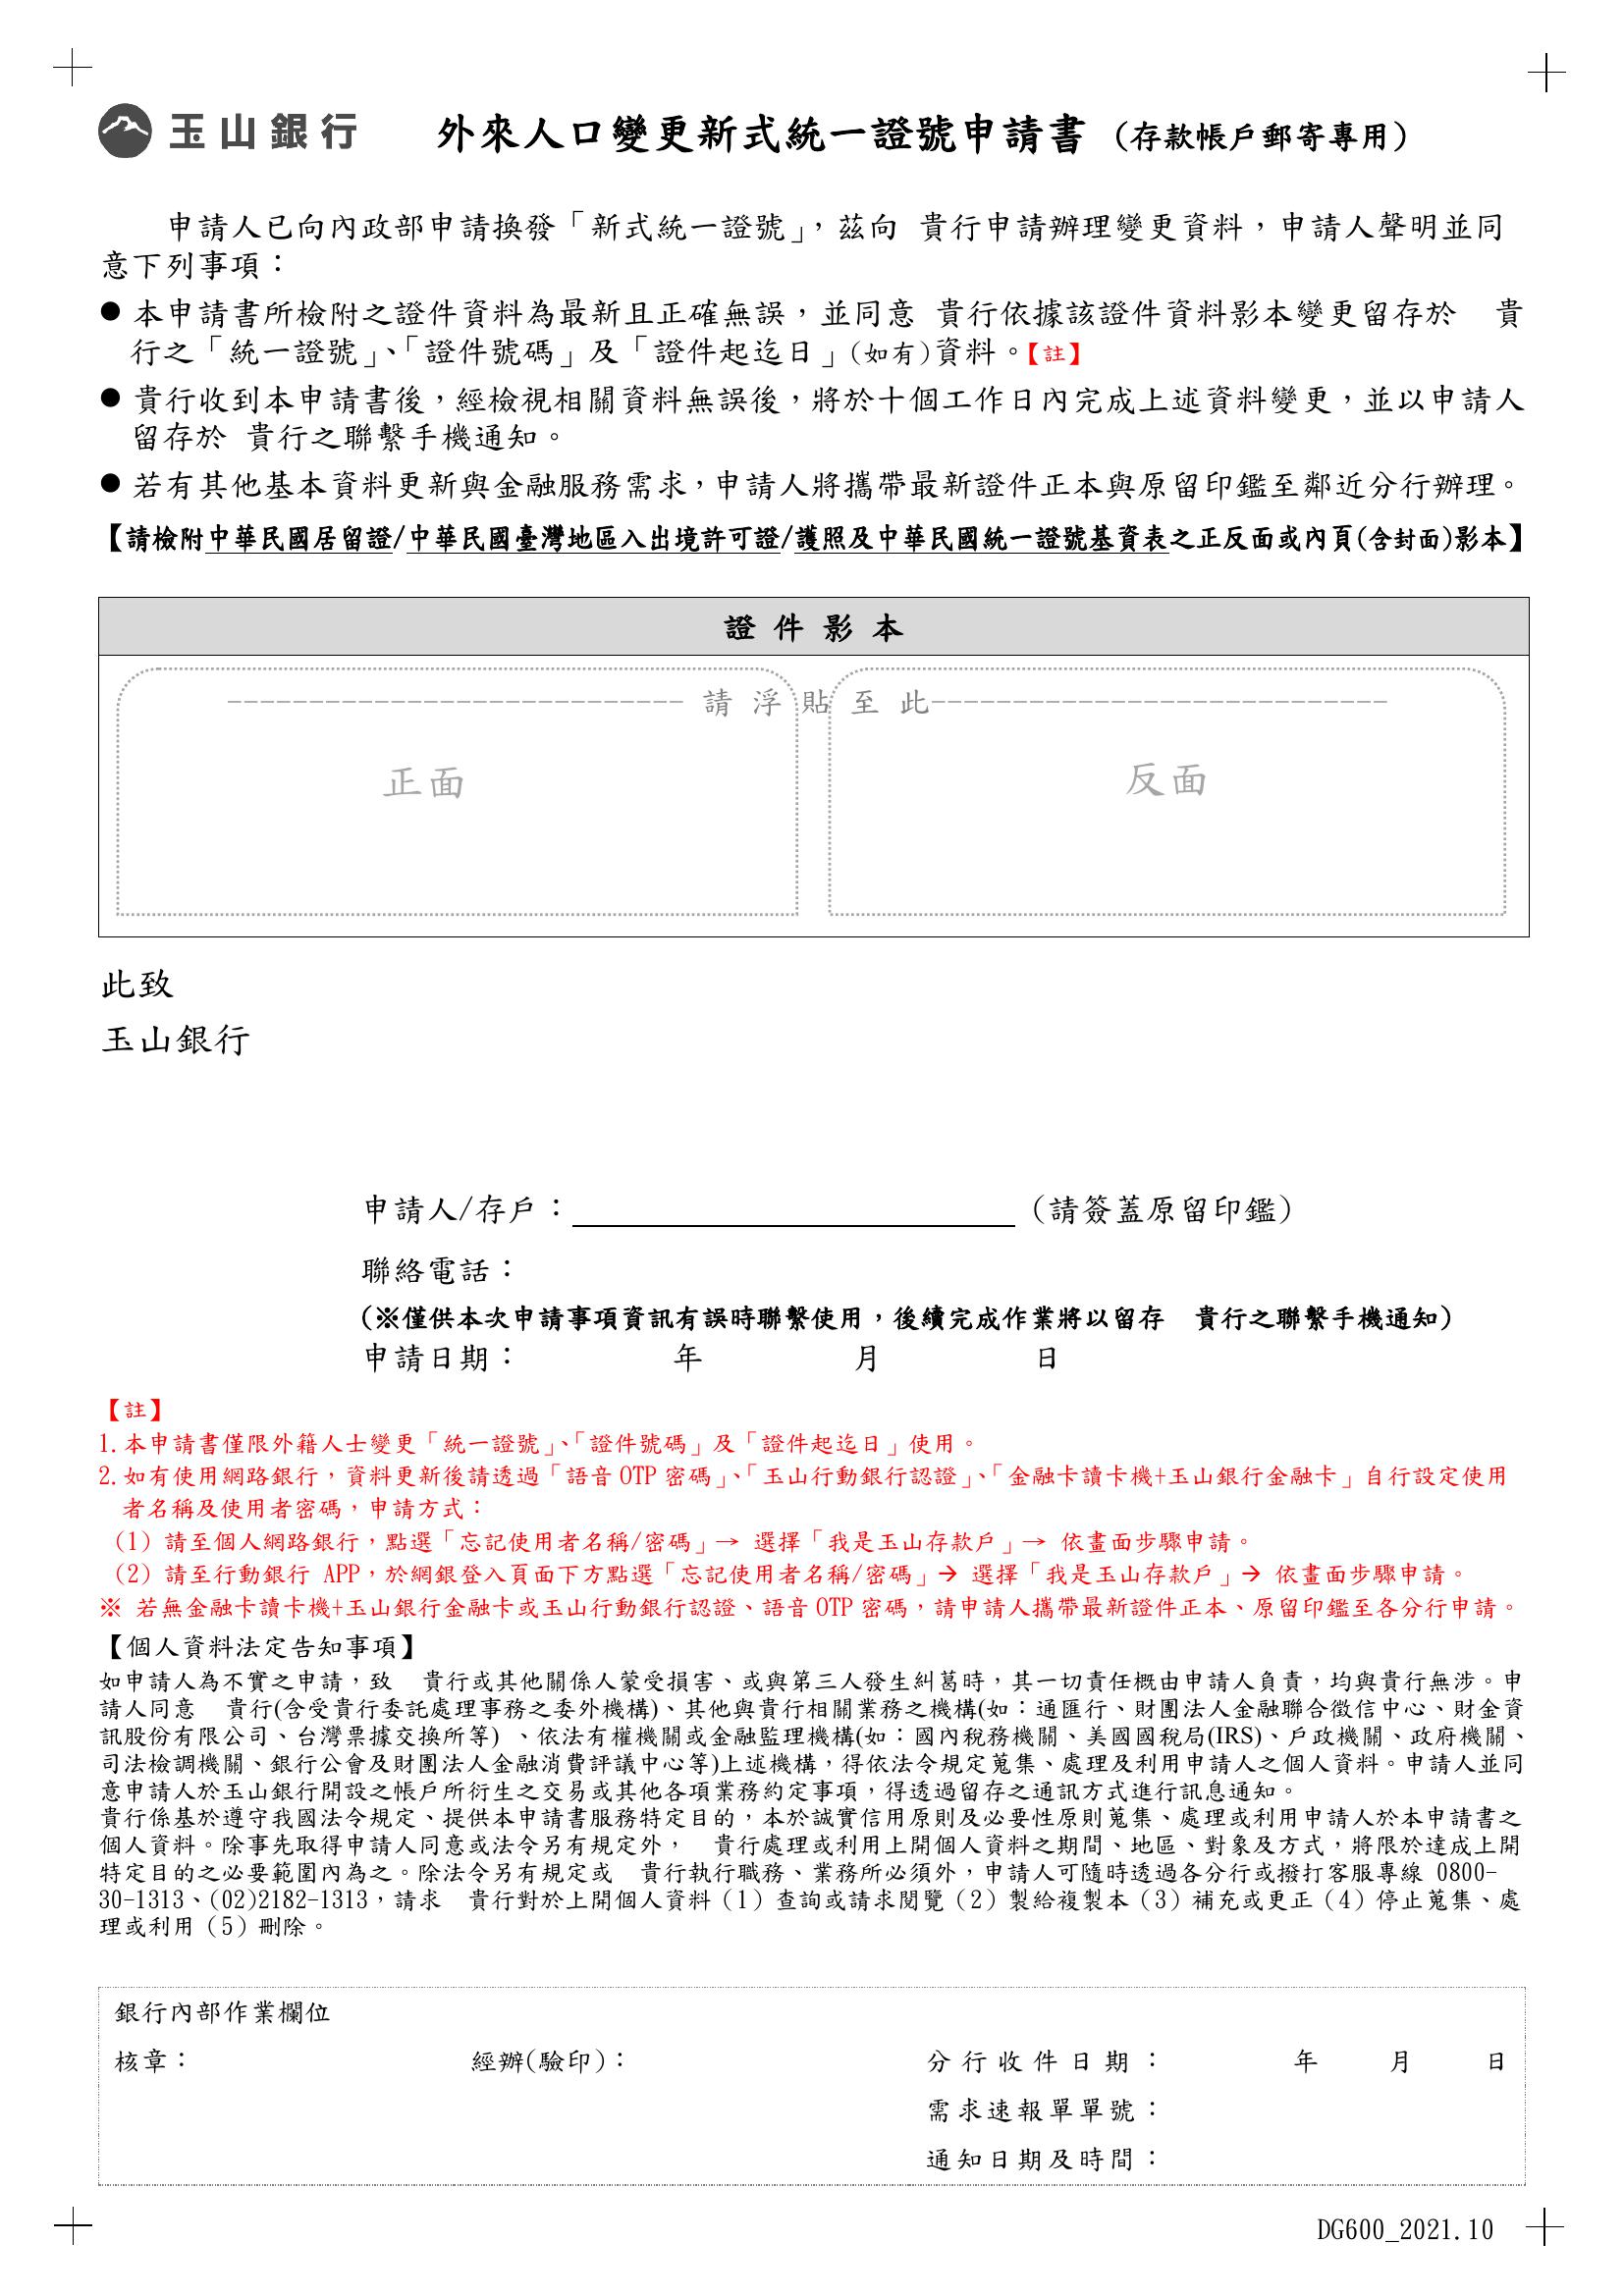 玉山銀行 外來人口變更新式統一證號申請書（存款帳戶郵寄專用）
申請人已向內政部申請換發「新式統一證號」，茲向 貴行申請辦理變更資料，申請人聲明並同
意下列事項：
● 本申請書所檢附之證件資料為最新且正確無誤，並同意 貴行依據該證件資料影本變更留存於 貴
行之「統一證號」、「證件號碼」及「證件起迄日」(如有)資料。【註】
● 貴行收到本申請書後，經檢視相關資料無誤後，將於十個工作日內完成上述資料變更，並以申請人
留存於 貴行之聯繫手機通知。
● 若有其他基本資料更新與金融服務需求，申請人將攜帶最新證件正本與原留印鑑至鄰近分行辦理。
【請檢附中華民國居留證/中華民國臺灣地區入出境許可證/護照及中華民國統一證號基資表之正反面或內頁(含封面)影本】
證 件 影 本
---------------------------- 請 浮 貼 至 此----------------------------
正面 反面
此致
玉山銀行
申請人/存戶：＿＿＿＿＿＿＿＿＿＿＿＿＿（請簽蓋原留印鑑）
聯絡電話：
(※僅供本次申請事項資訊有誤時聯繫使用，後續完成作業將以留存 貴行之聯繫手機通知)
申請日期： 年 月 日
【註】
1.本申請書僅限外籍人士變更「統一證號」、「證件號碼」及「證件起迄日」使用。
2.如有使用網路銀行，資料更新後請透過「語音 OTP 密碼」、「玉山行動銀行認證」、「金融卡讀卡機+玉山銀行金融卡」自行設定使用
者名稱及使用者密碼，申請方式：
（1）請至個人網路銀行，點選「忘記使用者名稱/密碼」→ 選擇「我是玉山存款戶」→ 依畫面步驟申請。
（2）請至行動銀行 APP，於網銀登入頁面下方點選「忘記使用者名稱/密碼」→ 選擇「我是玉山存款戶」→ 依畫面步驟申請。
※ 若無金融卡讀卡機+玉山銀行金融卡或玉山行動銀行認證、語音 OTP 密碼，請申請人攜帶最新證件正本、原留印鑑至各分行申請。
【個人資料法定告知事項】
如申請人為不實之申請，致 貴行或其他關係人蒙受損害、或與第三人發生糾葛時，其一切責任概由申請人負責，均與貴行無涉。申
請人同意 貴行(含受貴行委託處理事務之委外機構)、其他與貴行相關業務之機構(如：通匯行、財團法人金融聯合徵信中心、財金資
訊股份有限公司、台灣票據交換所等) 、依法有權機關或金融監理機構(如：國內稅務機關、美國國稅局(IRS)、戶政機關、政府機關、
司法檢調機關、銀行公會及財團法人金融消費評議中心等)上述機構，得依法令規定蒐集、處理及利用申請人之個人資料。申請人並同
意申請人於玉山銀行開設之帳戶所衍生之交易或其他各項業務約定事項，得透過留存之通訊方式進行訊息通知。
貴行係基於遵守我國法令規定、提供本申請書服務特定目的，本於誠實信用原則及必要性原則蒐集、處理或利用申請人於本申請書之
個人資料。除事先取得申請人同意或法令另有規定外， 貴行處理或利用上開個人資料之期間、地區、對象及方式，將限於達成上開
特定目的之必要範圍內為之。除法令另有規定或 貴行執行職務、業務所必須外，申請人可隨時透過各分行或撥打客服專線 0800-
30-1313、(02)2182-1313，請求 貴行對於上開個人資料（1）查詢或請求閱覽（2）製給複製本（3）補充或更正（4）停止蒐集、處
理或利用（5）刪除。
銀行內部作業欄位
核章： 經辦(驗印)： 分行收件日期： 年 月 日
需求速報單單號：
通知日期及時間：
DG600_2021.10